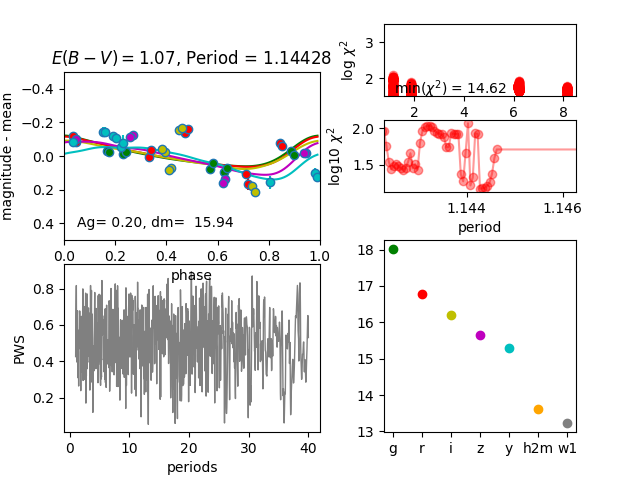 E(B − V) = 1.07, Period = 1.14428
magnitude - mean
−0.4
−0.2
0.0
0.2
0.4
Ag= 0.20, dm=  15.94
0.0 0.2 0.4 0.6 0.8 1.0
phase
log χ²
3
2
min(χ²) = 14.62
2 4 6 8
log10 χ²
2.0
1.5
1.144 1.146
period
PWS
0.8
0.6
0.4
0.2
0 10 20 30 40
periods
18
17
16
15
14
13
g r i z y h2m w1